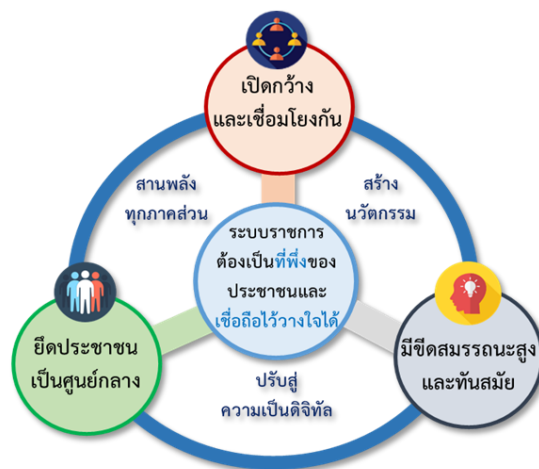 เปิดกว้าง
และเชื่อมโยงกัน
สานพลัง
ทุกภาคส่วน
สร้าง
นวัตกรรม
ระบบราชการ
ต้องเป็นที่พึ่งของ
ประชาชนและ
เชื่อถือไว้วางใจได้
ยึดประชาชน
เป็นศูนย์กลาง
มีขีดสมรรถนะสูง
และทันสมัย
ปรับสู่
ความเป็นดิจิทัล